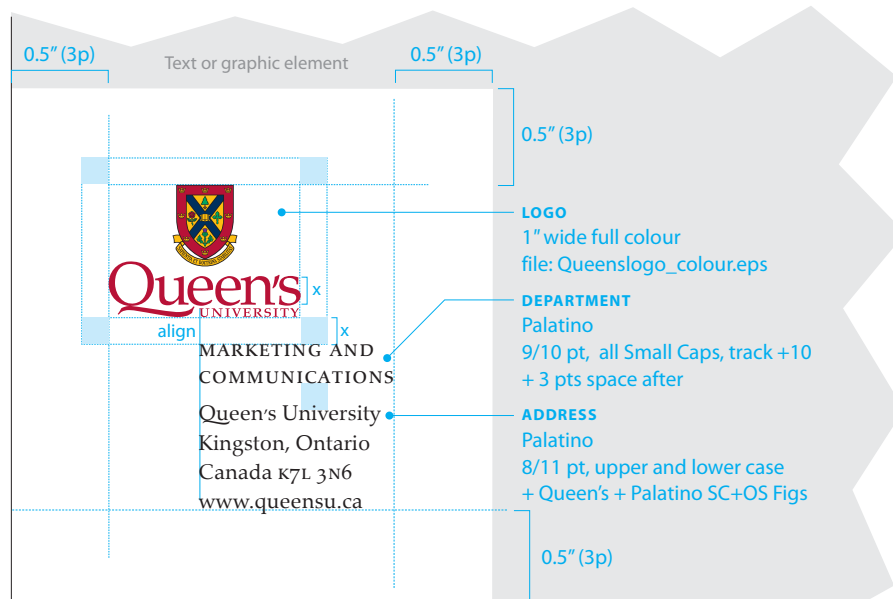 0.5” (3p)
Text or graphic element
0.5” (3p)
0.5” (3p)
LOGO
1” wide full colour
file: Queenslogo_colour.eps
Queen's
UNIVERSITY
x
align
x
DEPARTMENT
Palatino
9/10 pt,  all Small Caps, track +10
+ 3 pts space after
MARKETING AND
COMMUNICATIONS
ADDRESS
Palatino
8/11 pt, upper and lower case
+ Queen’s + Palatino SC+OS Figs
Queen's University
Kingston, Ontario
Canada K7L 3N6
www.queensu.ca
0.5” (3p)